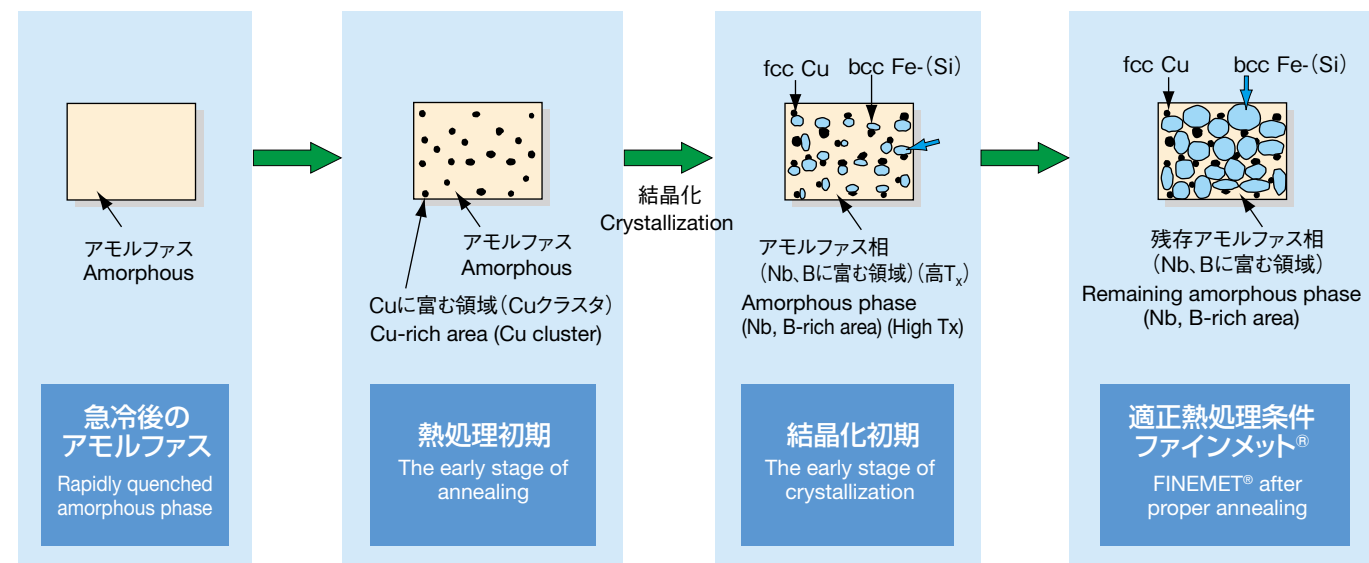 アモルファス
Amorphous
急冷後の
アモルファス
Rapidly quenched
amorphous phase
アモルファス
Amorphous
Cuに富む領域（Cuクラスタ）
Cu-rich area (Cu cluster)
熱処理初期
The early stage of
annealing
結晶化
Crystallization
fcc Cu
bcc Fe-（Si）
アモルファス相
（Nb、Bに富む領域）（高Tx）
Amorphous phase
(Nb, B-rich area) (High Tx)
結晶化初期
The early stage of
crystallization
fcc Cu
bcc Fe-（Si）
残存アモルファス相
（Nb、Bに富む領域）
Remaining amorphous phase
(Nb, B-rich area)
適正熱処理条件
ファインメット®
FINEMET® after
proper annealing